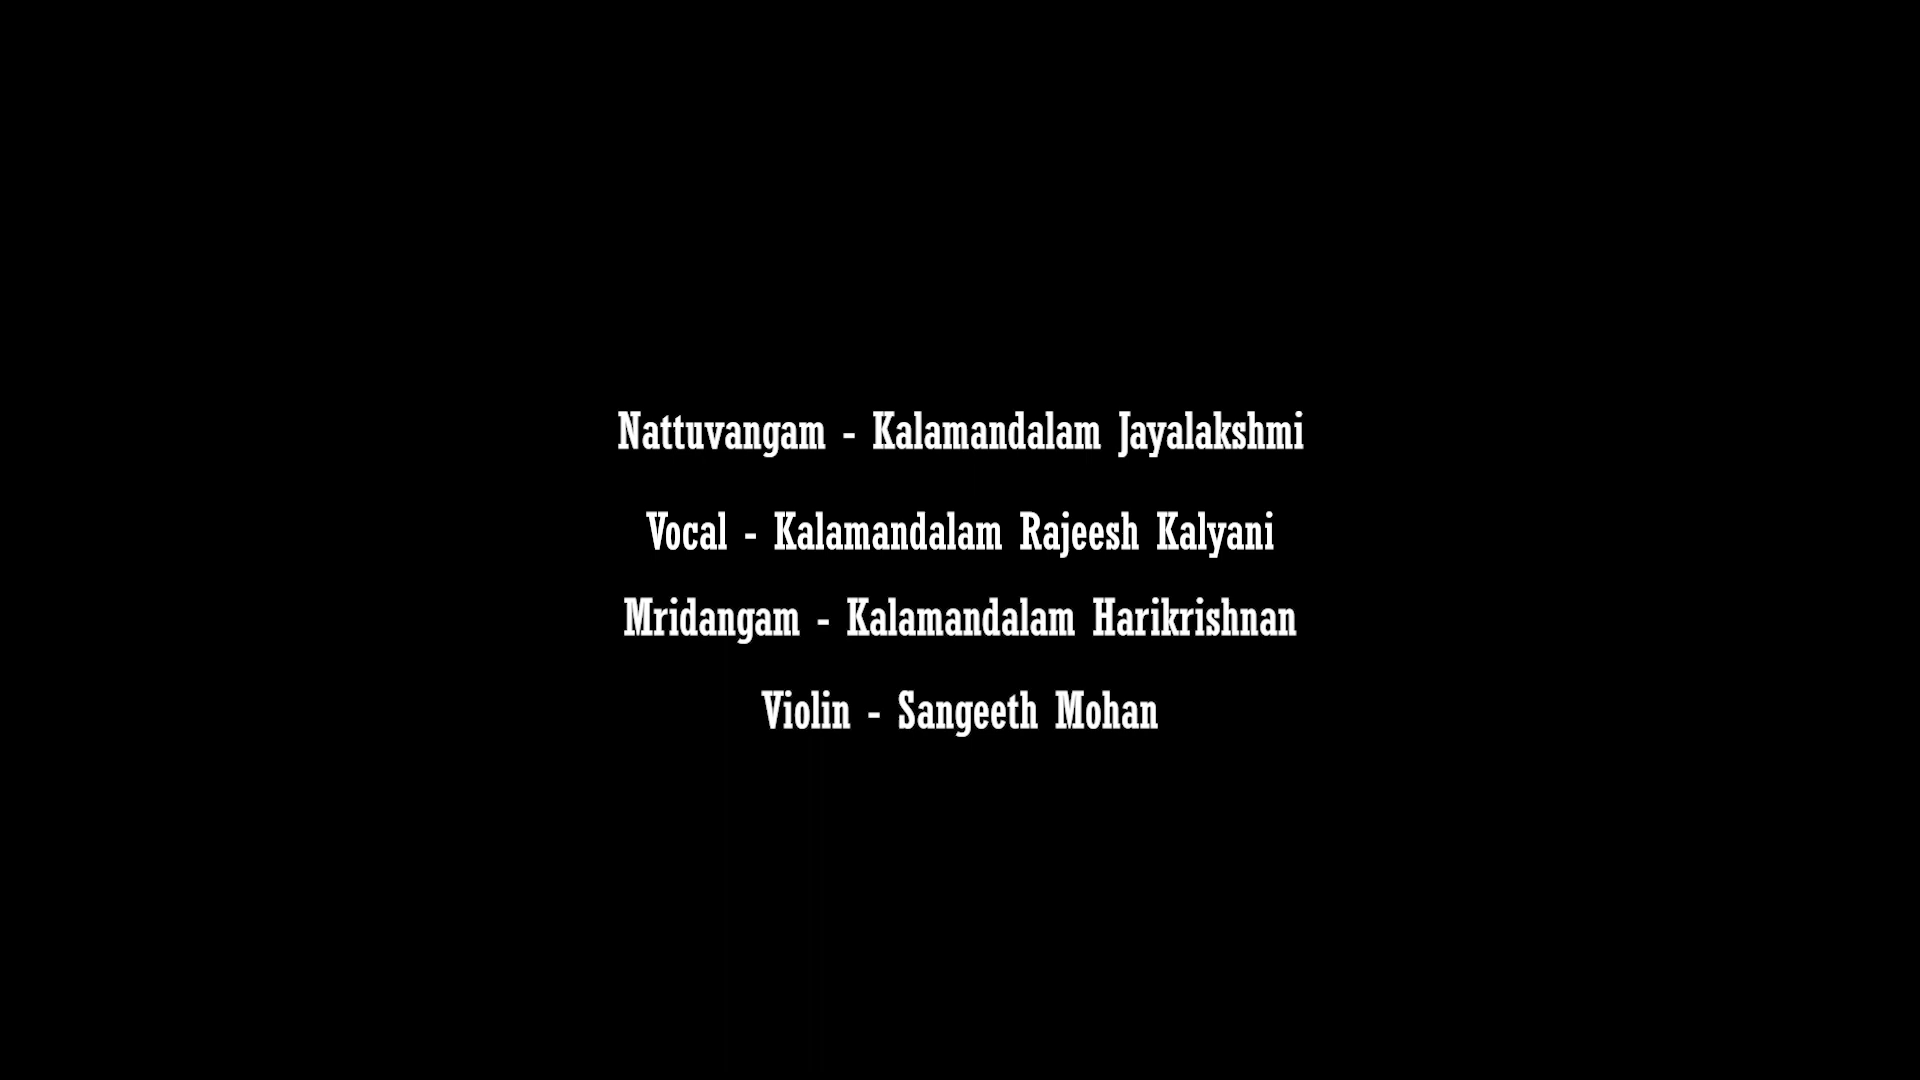 Nattuvangam - Kalamandalam Jayalakshmi
Vocal - Kalamandalam Rajeesh Kalyani
Mridangam - Kalamandalam Harikrishnan
Violin - Sangeeth Mohan